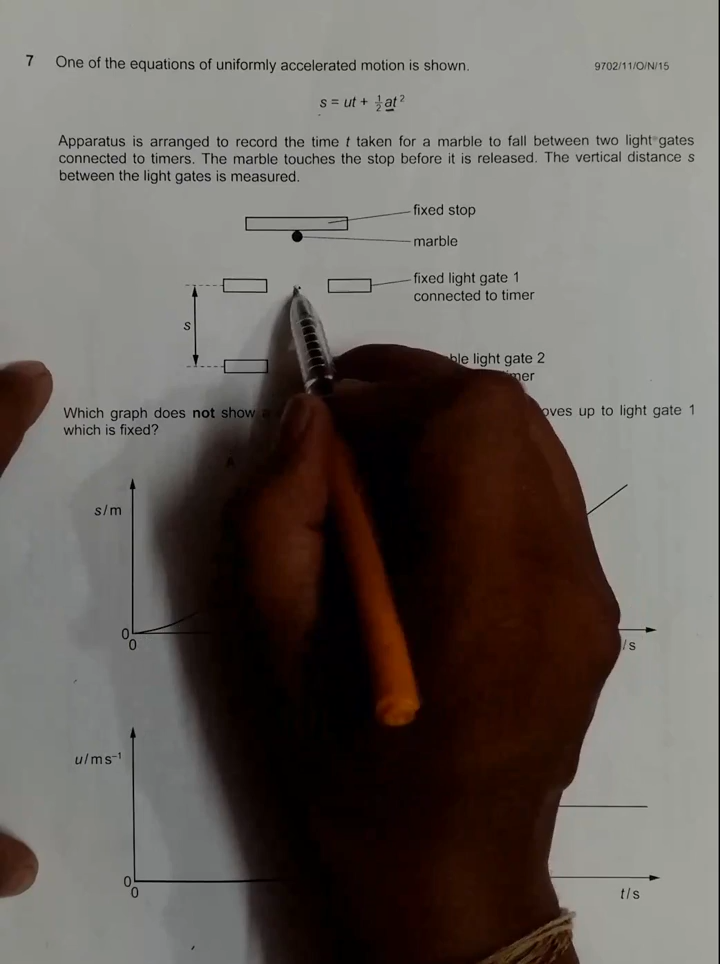 7 One of the equations of uniformly accelerated motion is shown. 9702/11/O/N/15
s = ut + ½at²
Apparatus is arranged to record the time t taken for a marble to fall between two light gates
connected to timers. The marble touches the stop before it is released. The vertical distance s
between the light gates is measured.
fixed stop
marble
fixed light gate 1
connected to timer
s
ble light gate 2
mer
Which graph does not show oves up to light gate 1
which is fixed?
A
s/m
0
0
/s
u/ms⁻¹
0
0
t/s